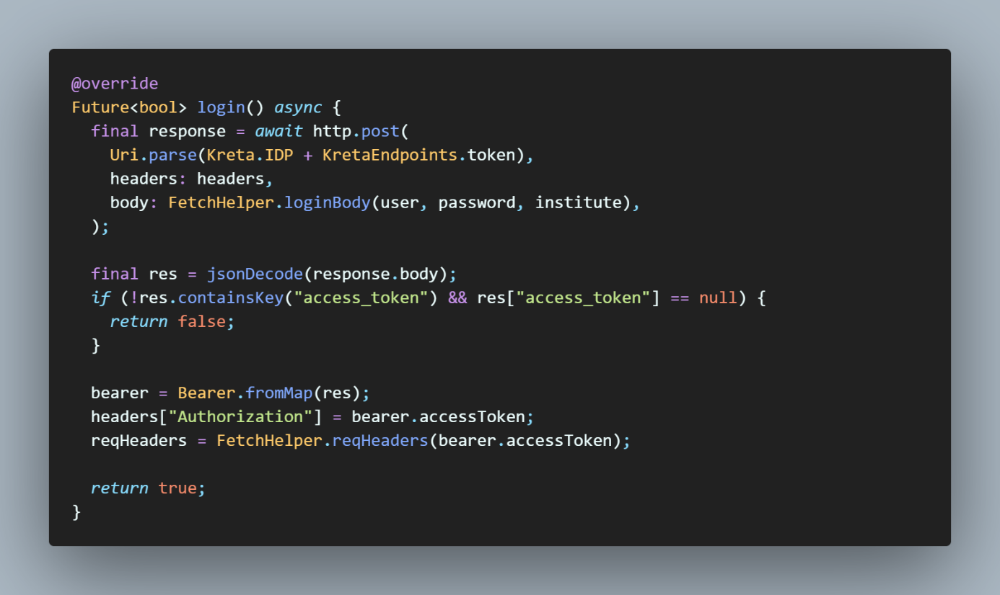 @override
Future<bool> login() async {
  final response = await http.post(
    Uri.parse(Kreta.IDP + KretaEndpoints.token),
    headers: headers,
    body: FetchHelper.loginBody(user, password, institute),
  );

  final res = jsonDecode(response.body);
  if (!res.containsKey("access_token") && res["access_token"] == null) {
    return false;
  }

  bearer = Bearer.fromMap(res);
  headers["Authorization"] = bearer.accessToken;
  reqHeaders = FetchHelper.reqHeaders(bearer.accessToken);

  return true;
}